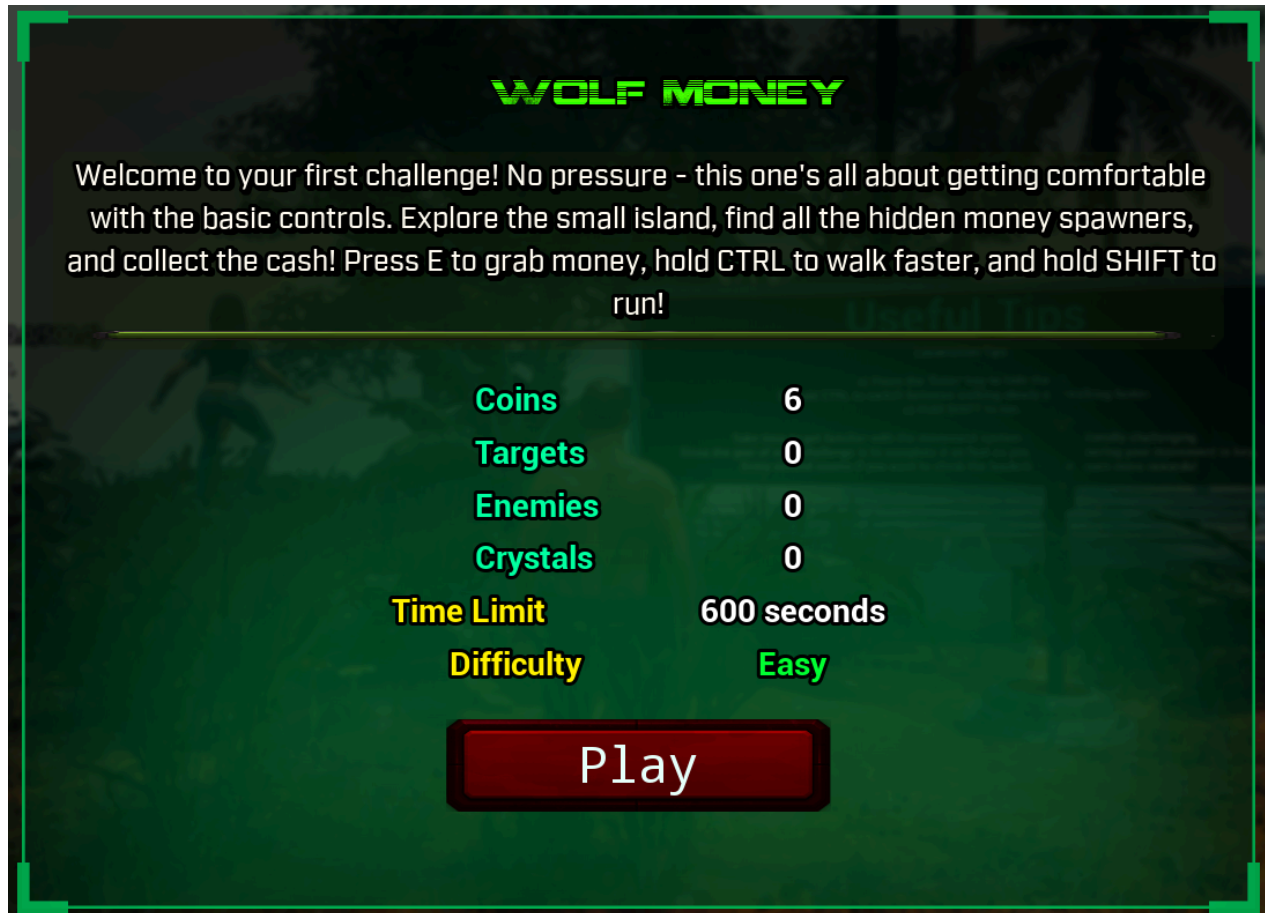 WOLF MONEY
Welcome to your first challenge! No pressure - this one's all about getting comfortable
with the basic controls. Explore the small island, find all the hidden money spawners,
and collect the cash! Press E to grab money, hold CTRL to walk faster, and hold SHIFT to
run!
Useful Tips
Coins 6
Targets 0
Enemies 0
Crystals 0
Time Limit 600 seconds
Difficulty Easy
Play